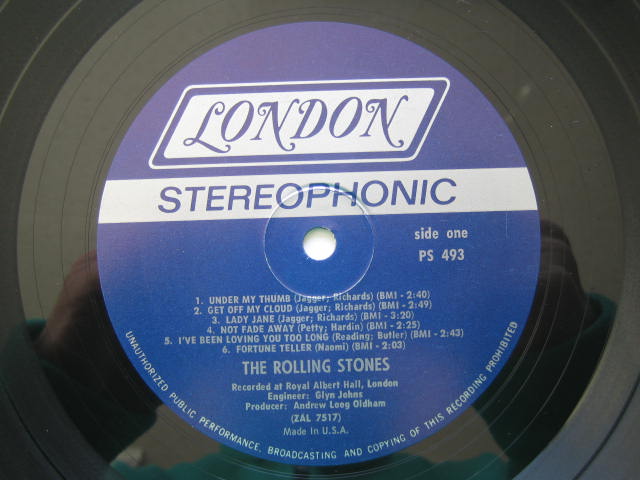 LONDON
STEREOPHONIC
side one
PS 493
1. UNDER MY THUMB (Jagger; Richards) (BMI - 2:40)
2. GET OFF MY CLOUD (Jagger; Richards) (BMI - 2:49)
3. LADY JANE (Jagger; Richards) (BMI - 3:20)
4. NOT FADE AWAY (Petty; Hardin) (BMI - 2:25)
5. I'VE BEEN LOVING YOU TOO LONG (Reading; Butler) (BMI - 2:43)
6. FORTUNE TELLER (Naomi) (BMI - 2:03)
THE ROLLING STONES
Recorded at Royal Albert Hall, London
Engineer: Glyn Johns
Producer: Andrew Loog Oldham
(ZAL 7517)
Made in U.S.A.
UNAUTHORIZED PUBLIC PERFORMANCE, BROADCASTING AND COPYING OF THIS RECORDING PROHIBITED